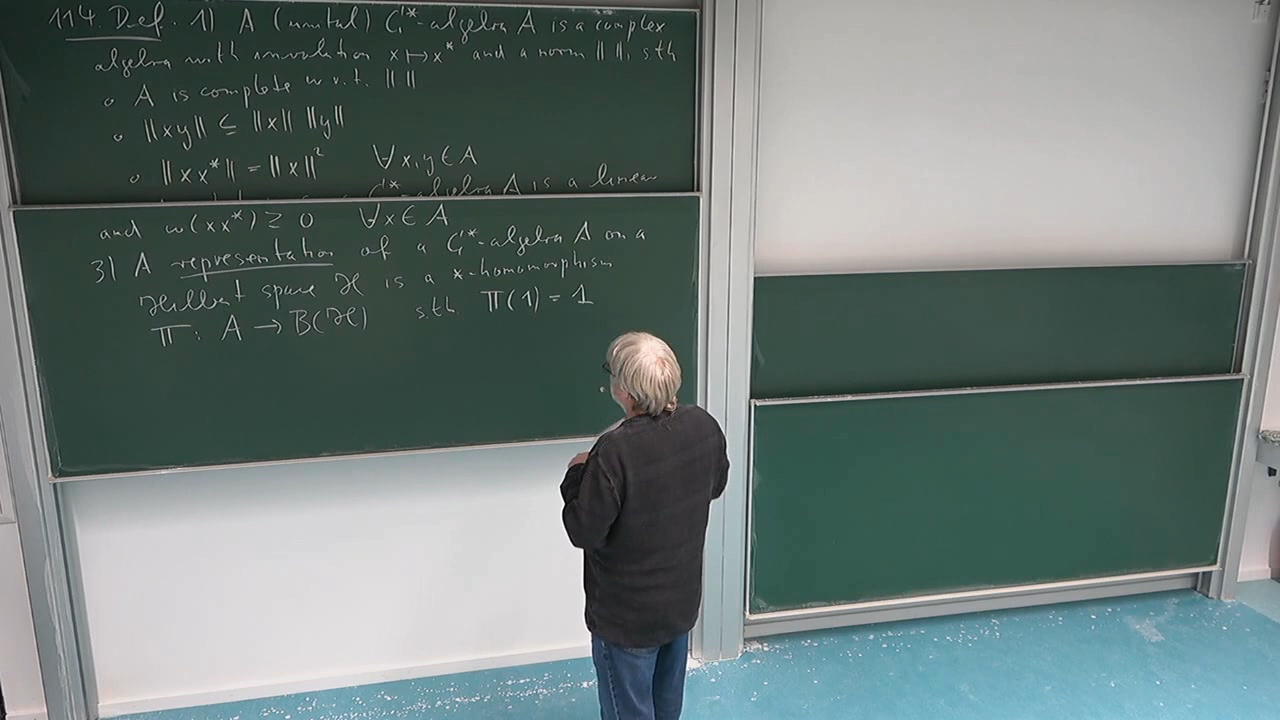 114. Def. 1) A (unital) C*-algebra A is a complex
algebra with involution x ↦ x* and a norm ‖ ‖, sth
∘ A is complete w.r.t. ‖ ‖
∘ ‖xy‖ ≤ ‖x‖ ‖y‖
∘ ‖xx*‖ = ‖x‖² ∀x,y ∈ A
C*-algebra A is a linear
and ω(xx*) ≥ 0 ∀x ∈ A
3) A representation of a C*-algebra A on a
Hilbert space ℋ is a *-homomorphism
π: A → B(ℋ) s.th. π(1) = 1